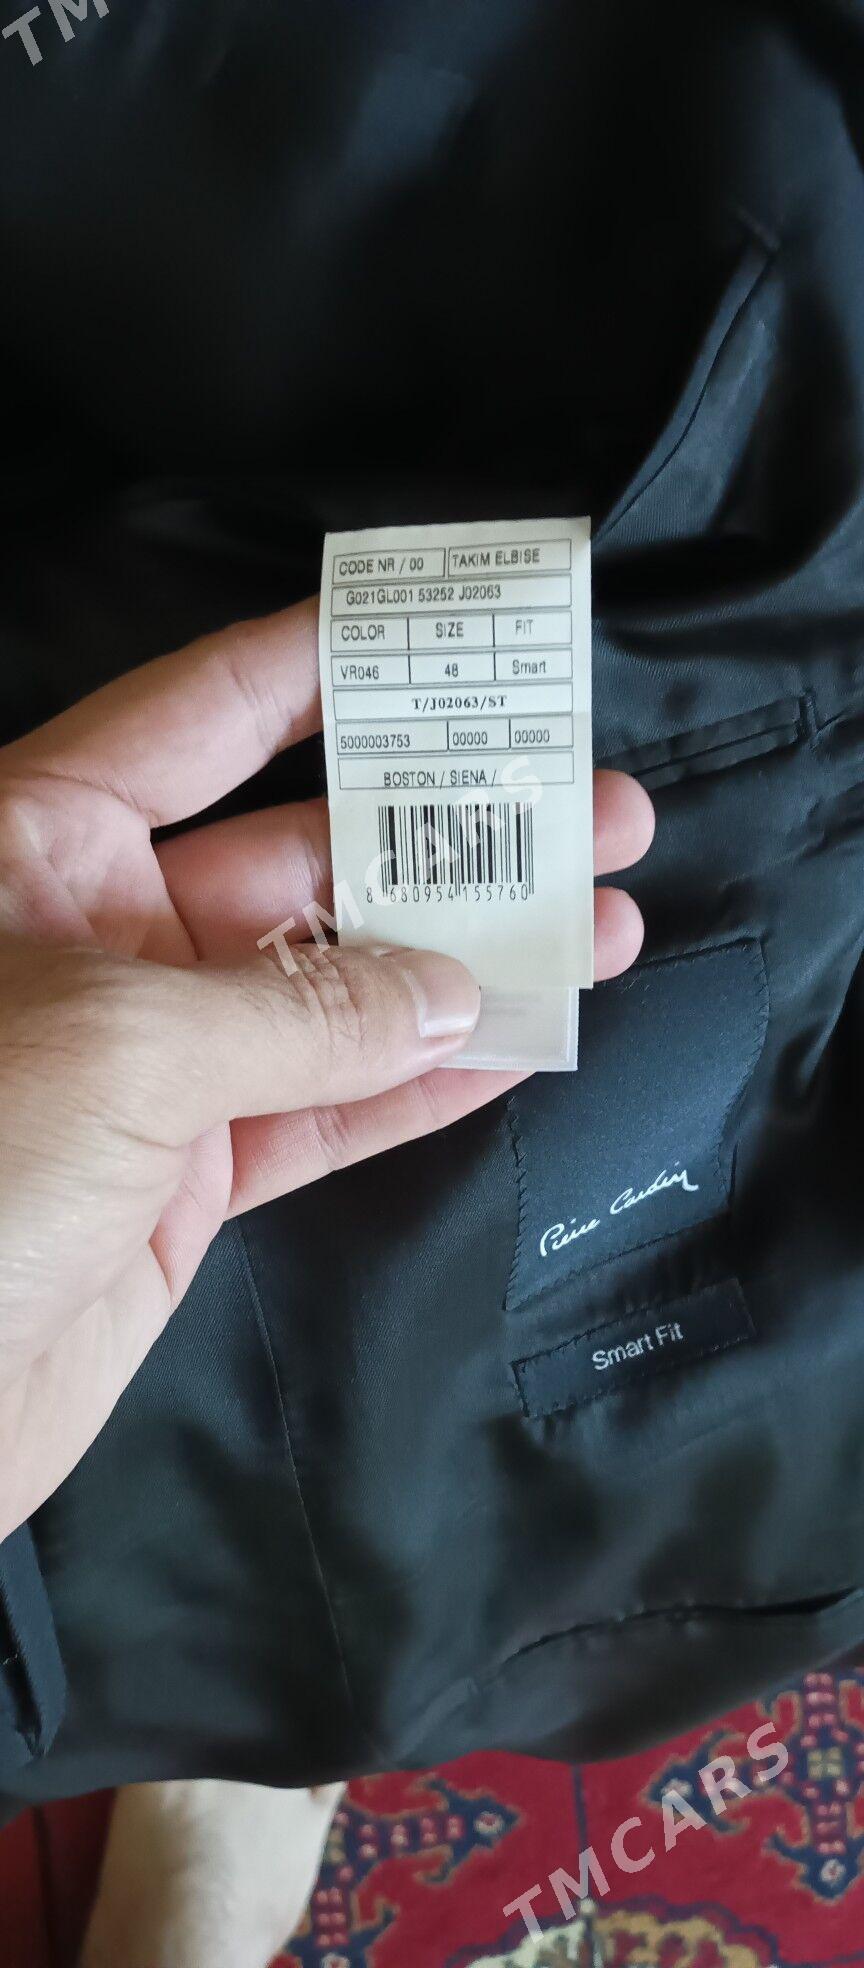 TM
CODE NR / 00 TAKIM ELBISE
G021GL001 53252 J02063
COLOR SIZE FIT
VR046 48 Smart
T/J02063/ST
5000003753 00000 00000
BOSTON / SIENA /
8 680954 155760
TMCARS
Pierre Cardin
Smart Fit
TMCARS